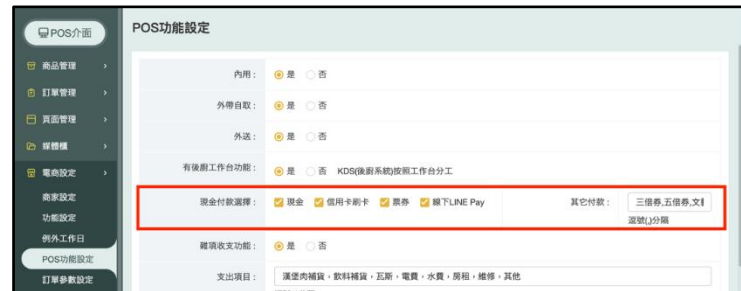 POS介面
POS功能設定
商品管理
訂單管理
頁面管理
媒體櫃
電商設定
商家設定
功能設定
例外工作日
POS功能設定
訂單參數設定
內用：
是 否
外帶自取：
是 否
外送：
是 否
有後廚工作台功能：
是 否 KDS(後廚系統)按照工作台分工
現金付款選擇：
現金 信用卡刷卡 票券 線下LINE Pay
其它付款：
三倍券,五倍券,文
逗號(,)分隔
雜項收支功能：
是 否
支出項目：
漢堡肉補貨，飲料補貨，瓦斯，電費，水費，房租，維修，其他